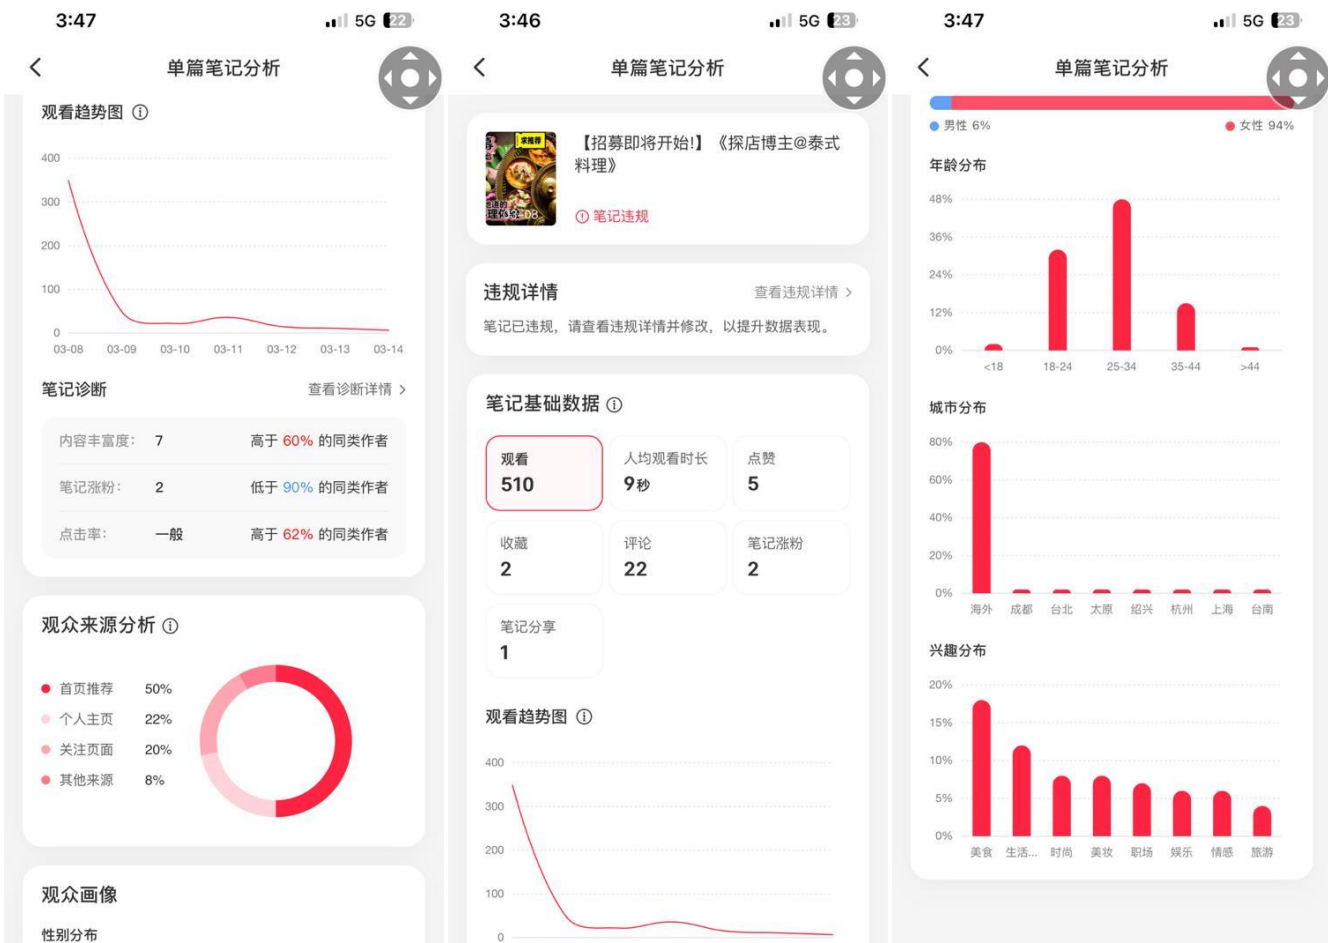 3:47
5G 22
单篇笔记分析
观看趋势图
400
300
200
100
0
03-08 03-09 03-10 03-11 03-12 03-13 03-14
笔记诊断 查看诊断详情 >
内容丰富度: 7 高于 60% 的同类作者
笔记涨粉: 2 低于 90% 的同类作者
点击率: 一般 高于 62% 的同类作者
观众来源分析
首页推荐 50%
个人主页 22%
关注页面 20%
其他来源 8%
观众画像
性别分布
3:46
5G 23
单篇笔记分析
求推荐
【招募即将开始!】《探店博主@泰式
料理》
笔记违规
违规详情 查看违规详情 >
笔记已违规，请查看违规详情并修改，以提升数据表现。
笔记基础数据
观看 人均观看时长 点赞
510 9秒 5
收藏 评论 笔记涨粉
2 22 2
笔记分享
1
观看趋势图
400
300
200
100
0
3:47
5G 23
单篇笔记分析
男性 6% 女性 94%
年龄分布
48%
36%
24%
12%
0%
<18 18-24 25-34 35-44 >44
城市分布
80%
60%
40%
20%
0%
海外 成都 台北 太原 绍兴 杭州 上海 台南
兴趣分布
20%
15%
10%
5%
0%
美食 生活... 时尚 美妆 职场 娱乐 情感 旅游